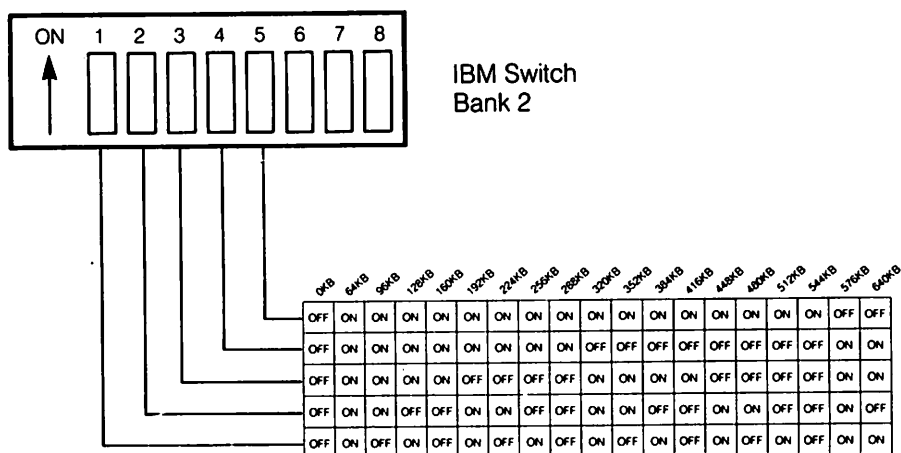 ON 1 2 3 4 5 6 7 8
IBM Switch
Bank 2
0KB 64KB 96KB 128KB 160KB 192KB 224KB 256KB 288KB 320KB 352KB 384KB 416KB 448KB 480KB 512KB 544KB 576KB 640KB
OFF ON ON ON ON ON ON ON ON ON ON ON ON ON ON ON ON OFF OFF
OFF ON ON ON ON ON ON ON ON OFF OFF OFF OFF OFF OFF OFF OFF ON ON
OFF ON ON ON ON OFF OFF OFF OFF ON ON ON ON OFF OFF OFF OFF ON ON
OFF ON ON OFF OFF ON ON OFF OFF ON ON OFF OFF ON ON OFF OFF ON OFF
OFF ON OFF ON OFF ON OFF ON OFF ON OFF ON OFF ON OFF ON OFF ON ON